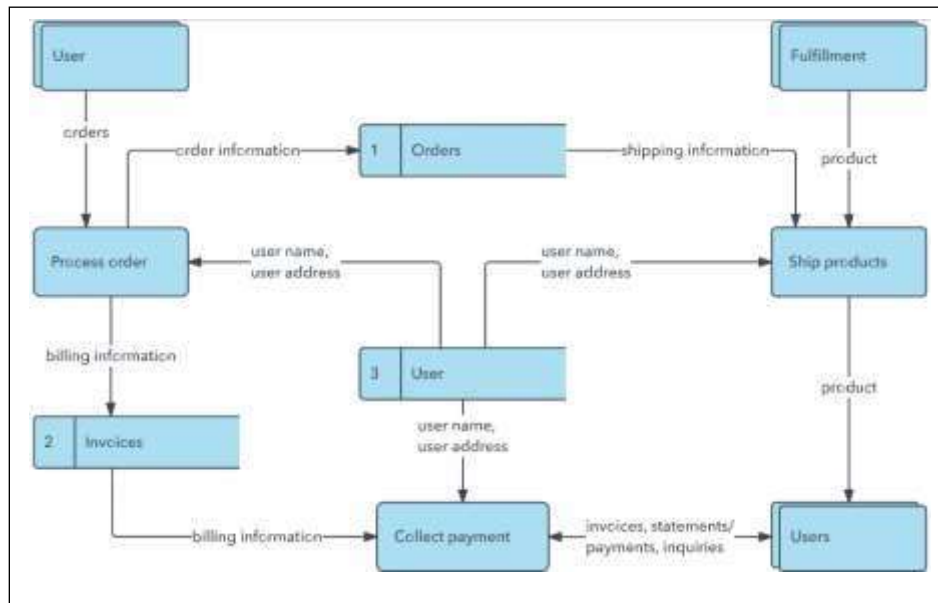 User
Fulfillment
orders
order information
1
Orders
shipping information
product
Process order
user name,
user address
user name,
user address
Ship products
billing information
3
User
product
2
Invoices
user name,
user address
billing information
Collect payment
invoices, statements/
payments, inquiries
Users